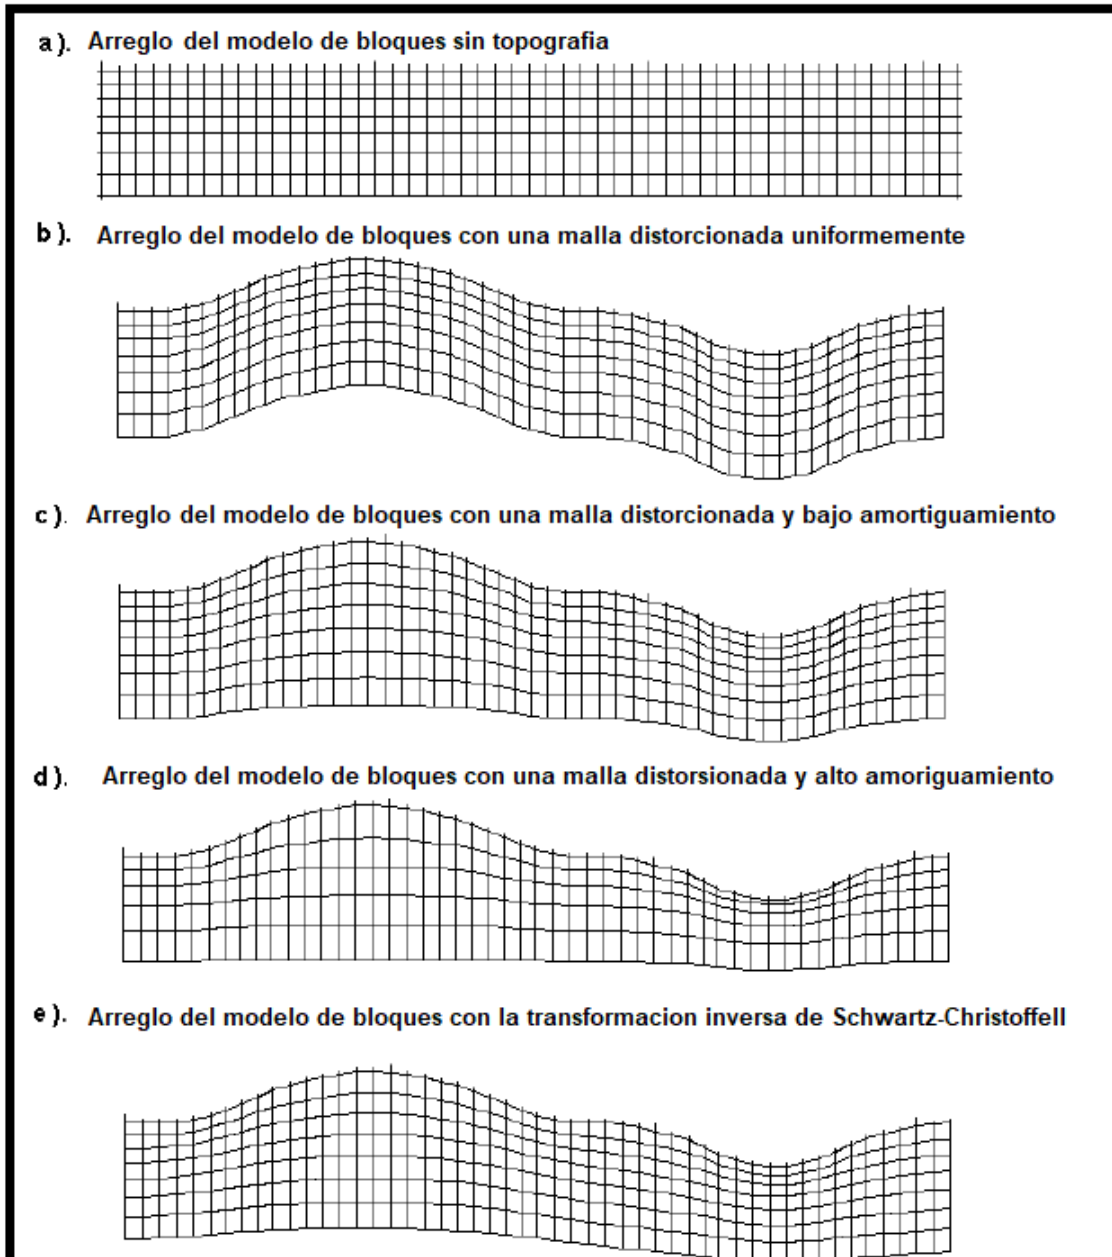 a). Arreglo del modelo de bloques sin topografia
b). Arreglo del modelo de bloques con una malla distorcionada uniformemente
c). Arreglo del modelo de bloques con una malla distorcionada y bajo amortiguamiento
d). Arreglo del modelo de bloques con una malla distorsionada y alto amoriguamiento
e). Arreglo del modelo de bloques con la transformacion inversa de Schwartz-Christoffell